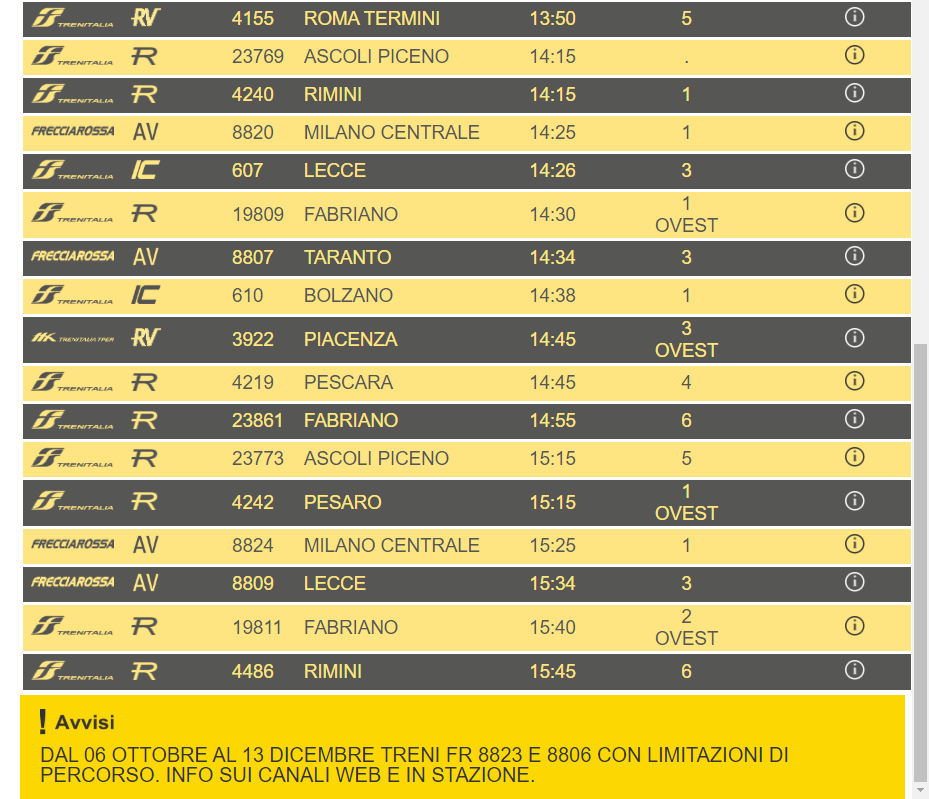 TRENITALIA RV 4155 ROMA TERMINI 13:50 5
TRENITALIA R 23769 ASCOLI PICENO 14:15 .
TRENITALIA R 4240 RIMINI 14:15 1
FRECCIAROSSA AV 8820 MILANO CENTRALE 14:25 1
TRENITALIA IC 607 LECCE 14:26 3
TRENITALIA R 19809 FABRIANO 14:30 1
OVEST
FRECCIAROSSA AV 8807 TARANTO 14:34 3
TRENITALIA IC 610 BOLZANO 14:38 1
TRENITALIA TPER RV 3922 PIACENZA 14:45 3
OVEST
TRENITALIA R 4219 PESCARA 14:45 4
TRENITALIA R 23861 FABRIANO 14:55 6
TRENITALIA R 23773 ASCOLI PICENO 15:15 5
TRENITALIA R 4242 PESARO 15:15 1
OVEST
FRECCIAROSSA AV 8824 MILANO CENTRALE 15:25 1
FRECCIAROSSA AV 8809 LECCE 15:34 3
TRENITALIA R 19811 FABRIANO 15:40 2
OVEST
TRENITALIA R 4486 RIMINI 15:45 6
! Avvisi
DAL 06 OTTOBRE AL 13 DICEMBRE TRENI FR 8823 E 8806 CON LIMITAZIONI DI
PERCORSO. INFO SUI CANALI WEB E IN STAZIONE.